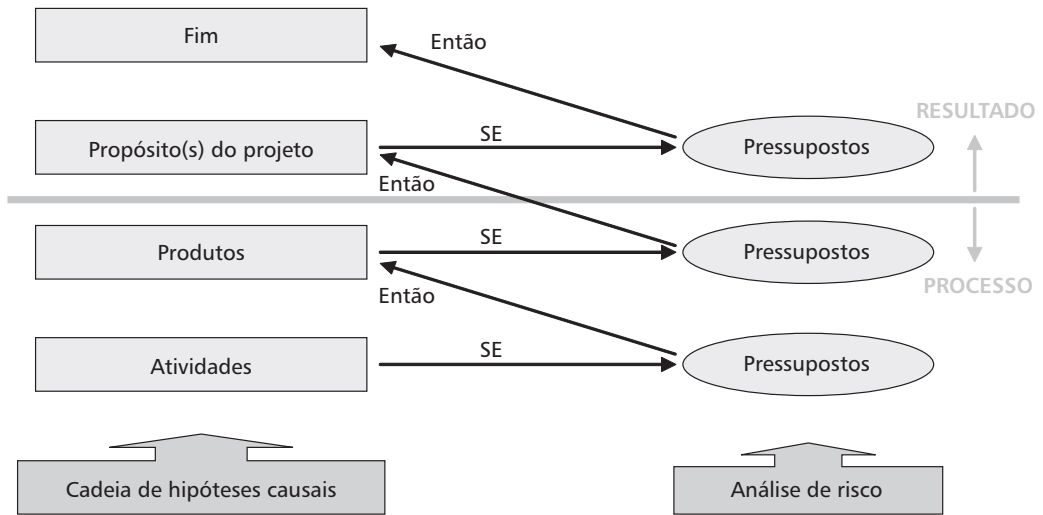 Fim
Então
RESULTADO
Propósito(s) do projeto
SE
Pressupostos
Então
Produtos
SE
Pressupostos
PROCESSO
Então
Atividades
SE
Pressupostos
Cadeia de hipóteses causais
Análise de risco